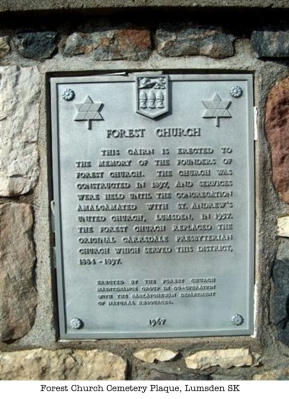 FOREST CHURCH
THIS CAIRN IS ERECTED TO
THE MEMORY OF THE FOUNDERS OF
FOREST CHURCH. THE CHURCH WAS
CONSTRUCTED IN 1897, AND SERVICES
WERE HELD UNTIL THE CONGREGATION
AMALGAMATED WITH ST. ANDREW'S
UNITED CHURCH, LUMSDEN, IN 1957.
THE FOREST CHURCH REPLACED THE
ORIGINAL CARRSDALE PRESBYTERIAN
CHURCH WHICH SERVED THIS DISTRICT,
1884 - 1897.
ERECTED BY THE FOREST CHURCH
MAINTENANCE GROUP IN CO-OPERATION
WITH THE SASKATCHEWAN DEPARTMENT
OF NATURAL RESOURCES.
1967
Forest Church Cemetery Plaque, Lumsden SK